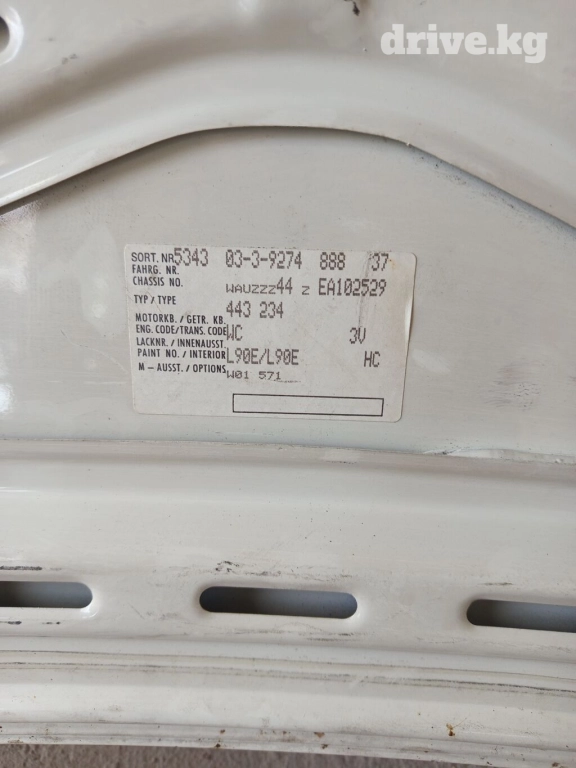 drive.kg
SORT. NR 5343 03-3-9274 888 37
FAHRG. NR.
CHASSIS NO. WAUZZZ44 Z EA102529
TYP / TYPE 443 234
MOTORKB. / GETR. KB.
ENG. CODE/TRANS. CODE WC 3V
LACKNR. / INNENAUSST.
PAINT NO. / INTERIOR L90E/L90E HC
M – AUSST. / OPTIONS W01 571